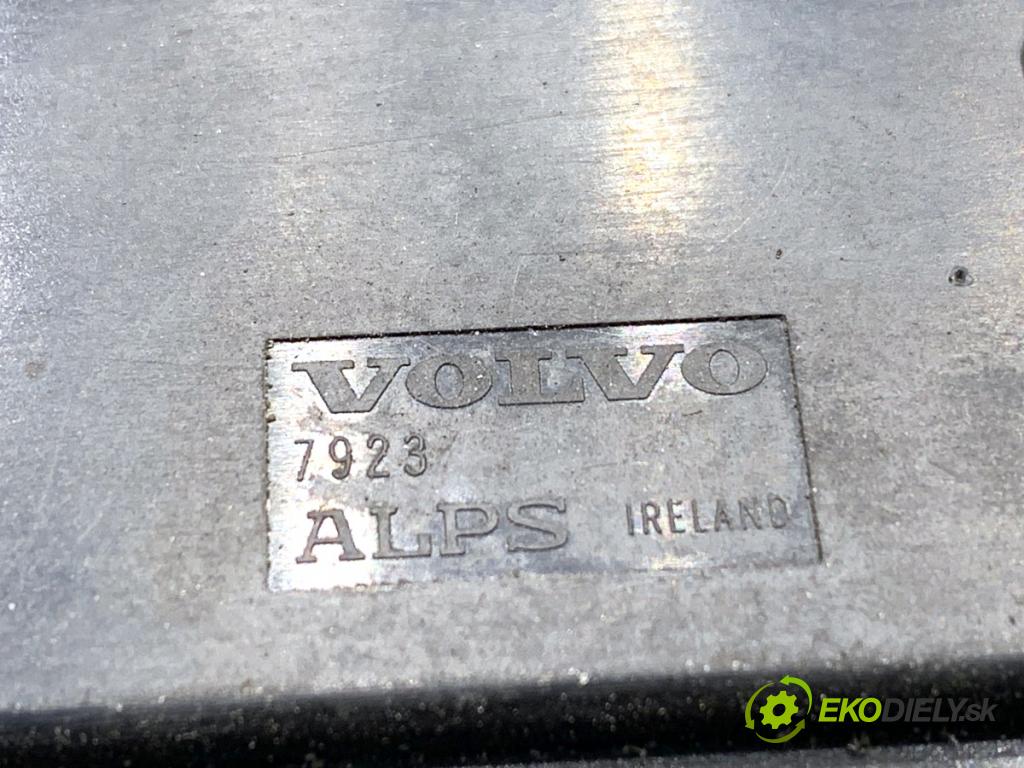 VOLVO
7923
ALPS IRELAND
EKODIELY.sk